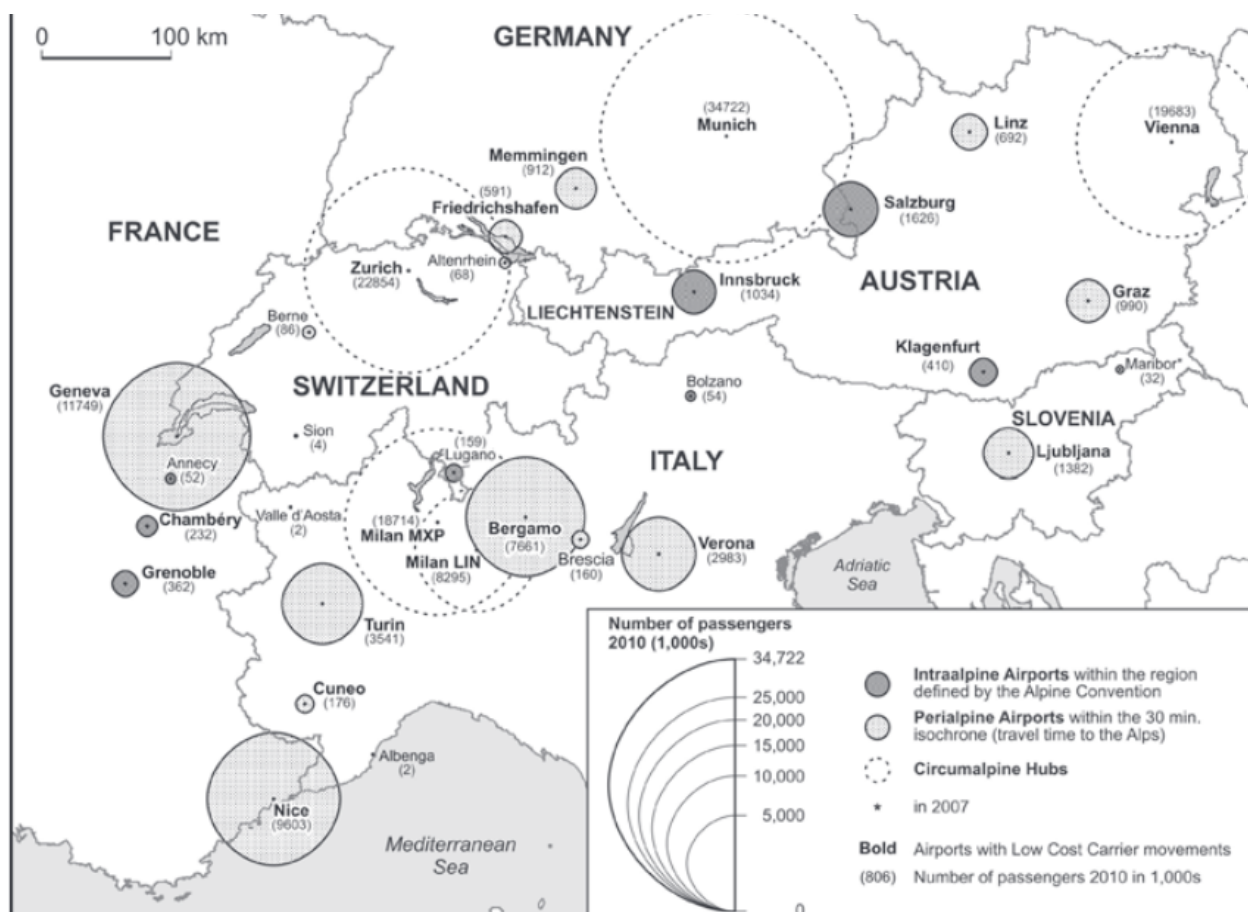 0 100 km
GERMANY
(34722)
Munich
Linz
(692)
(19683)
Vienna
Memmingen
(912)
(591)
Friedrichshafen
Salzburg
(1626)
FRANCE
Zurich
(22854)
Altenrhein
(68)
Innsbruck
(1034)
AUSTRIA
LIECHTENSTEIN
Graz
(990)
Berne
(86)
Klagenfurt
(410)
Maribor*
(32)
Geneva
(11749)
SWITZERLAND
Bolzano
(54)
SLOVENIA
Sion
(4)
(159)
Lugano
ITALY
Ljubljana
(1382)
Annecy
(52)
Chambéry
(232)
Valle d'Aosta
(2)
(18714)
Milan MXP
Bergamo
(7661)
Milan LIN
(8295)
Brescia
(160)
Verona
(2983)
Adriatic
Sea
Grenoble
(362)
Turin
(3541)
Cuneo
(176)
Albenga
(2)
Nice
(9603)
Mediterranean
Sea
Number of passengers
2010 (1,000s)
34,722
25,000
20,000
15,000
10,000
5,000
0
Intraalpine Airports within the region
defined by the Alpine Convention
Perialpine Airports within the 30 min.
isochrone (travel time to the Alps)
Circumalpine Hubs
* in 2007
Bold Airports with Low Cost Carrier movements
(806) Number of passengers 2010 in 1,000s